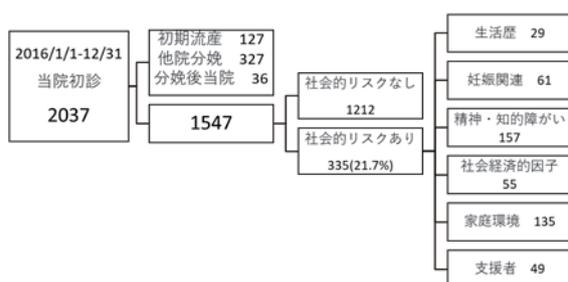 2016/1/1-12/31
当院初診
2037
初期流産 127
他院分娩 327
分娩後当院 36
1547
社会的リスクなし
1212
社会的リスクあり
335(21.7%)
生活歴 29
妊娠関連 61
精神・知的障がい
157
社会経済的因子
55
家庭環境 135
支援者 49